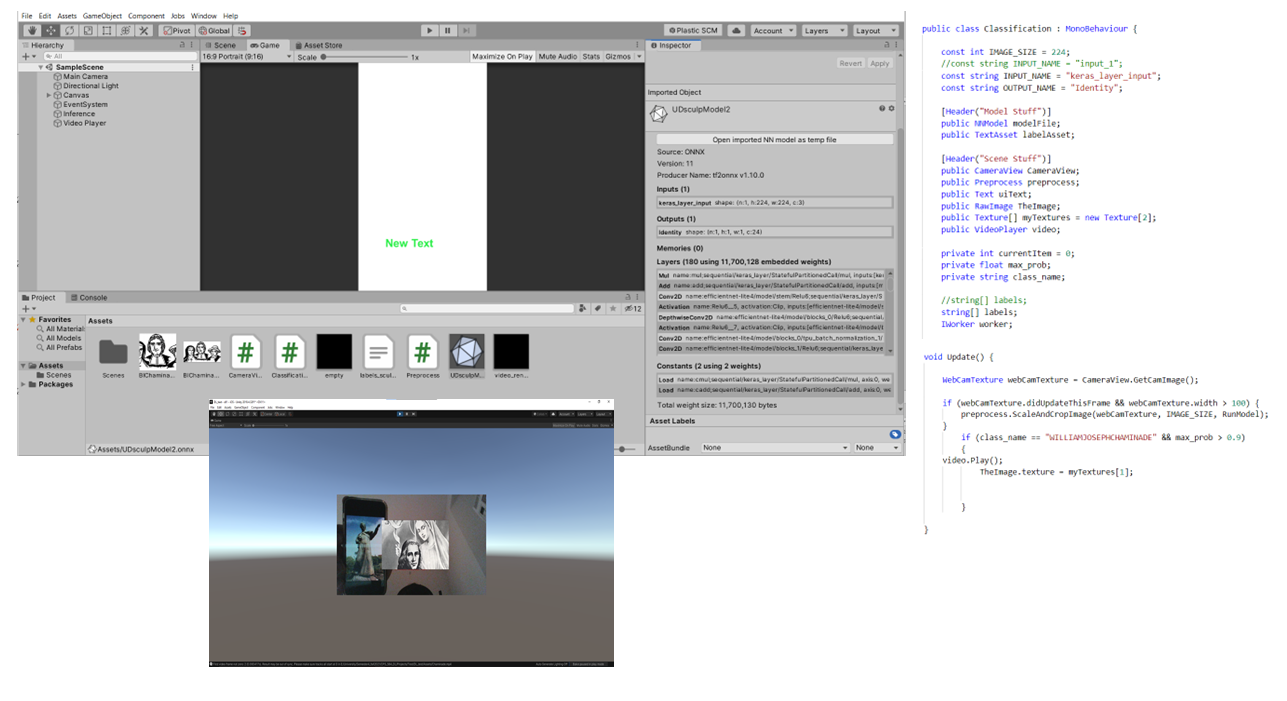 File Edit Assets GameObject Component Jobs Window Help
Pivot Global
Plastic SCM Account Layers Layout
Hierarchy
All
SampleScene
Main Camera
Directional Light
Canvas
EventSystem
Inference
Video Player
Scene Game Asset Store
16:9 Portrait (9:16) Scale 1x Maximize On Play Mute Audio Stats Gizmos
New Text
Inspector
Revert Apply
Imported Object
UDsculpModel2
Open imported NN model as temp file
Source: ONNX
Version: 11
Producer Name: tf2onnx v1.10.0
Inputs (1)
keras_layer_input shape: (n:1, h:224, w:224, c:3)
Outputs (1)
Identity shape: (n:1, h:1, w:1, c:24)
Memories (0)
Layers (180 using 11,700,128 embedded weights)
Mul name:mul;sequential/keras_layer/StatefulPartitionedCall/mul, inputs:[ker
Add name:add;sequential/keras_layer/StatefulPartitionedCall/add, inputs:[m
Conv2D name:efficientnet-lite4/model/stem/Relu6;sequential/keras_layer/S
Activation name:Relu6__5, activation:Clip, inputs:[efficientnet-lite4/model/
DepthwiseConv2D name:efficientnet-lite4/model/blocks_0/Relu6;sequential
Activation name:Relu6__7, activation:Clip, inputs:[efficientnet-lite4/model/
Conv2D name:efficientnet-lite4/model/blocks_0/tpu_batch_normalization_1/
Conv2D name:efficientnet-lite4/model/blocks_1/Relu6;sequential/keras_laye
Constants (2 using 2 weights)
Load name:cmul;sequential/keras_layer/StatefulPartitionedCall/mul, axis:0, we
Load name:cadd;sequential/keras_layer/StatefulPartitionedCall/add, axis:0, we
Total weight size: 11,700,130 bytes
Asset Labels
AssetBundle None None
Project Console
12
Favorites
All Material
All Models
All Prefabs
Assets
Scenes
Packages
Assets
Scenes BIChamina... BIChamina... CameraVi... Classificati... empty labels_scul... Preprocess UDsculpM... video_ren...
Assets/UDsculpModel2.onnx
public class Classification : MonoBehaviour {
const int IMAGE_SIZE = 224;
//const string INPUT_NAME = "input_1";
const string INPUT_NAME = "keras_layer_input";
const string OUTPUT_NAME = "Identity";
[Header("Model Stuff")]
public NNModel modelFile;
public TextAsset labelAsset;
[Header("Scene Stuff")]
public CameraView CameraView;
public Preprocess preprocess;
public Text uiText;
public RawImage TheImage;
public Texture[] myTextures = new Texture[2];
public VideoPlayer video;
private int currentItem = 0;
private float max_prob;
private string class_name;
//string[] labels;
string[] labels;
IWorker worker;
void Update() {
WebCamTexture webCamTexture = CameraView.GetCamImage();
if (webCamTexture.didUpdateThisFrame && webCamTexture.width > 100) {
preprocess.ScaleAndCropImage(webCamTexture, IMAGE_SIZE, RunModel);
}
if (class_name == "WILLIAMJOSEPHCHAMINADE" && max_prob > 0.9)
{
video.Play();
TheImage.texture = myTextures[1];
}
}